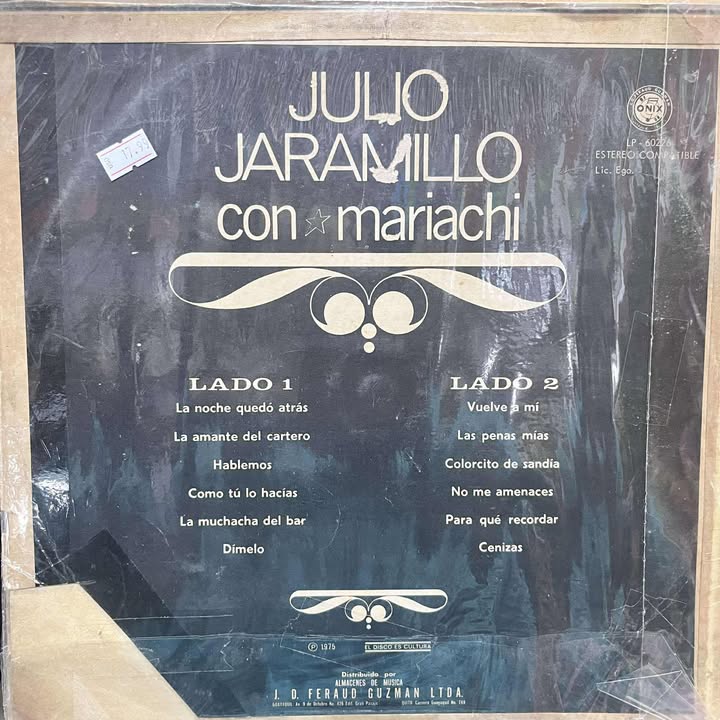 JULIO
JARAMILLO
con mariachi
17.99
ONIX
LP - 60226
ESTEREO COMPATIBLE
Lic. Ego.
LADO 1
La noche quedó atrás
La amante del cartero
Hablemos
Como tú lo hacías
La muchacha del bar
Dímelo
LADO 2
Vuelve a mí
Las penas mías
Colorcito de sandía
No me amenaces
Para qué recordar
Cenizas
Ⓟ 1975
EL DISCO ES CULTURA
Distribuido por
ALMACENES DE MUSICA
J. D. FERAUD GUZMAN LTDA.